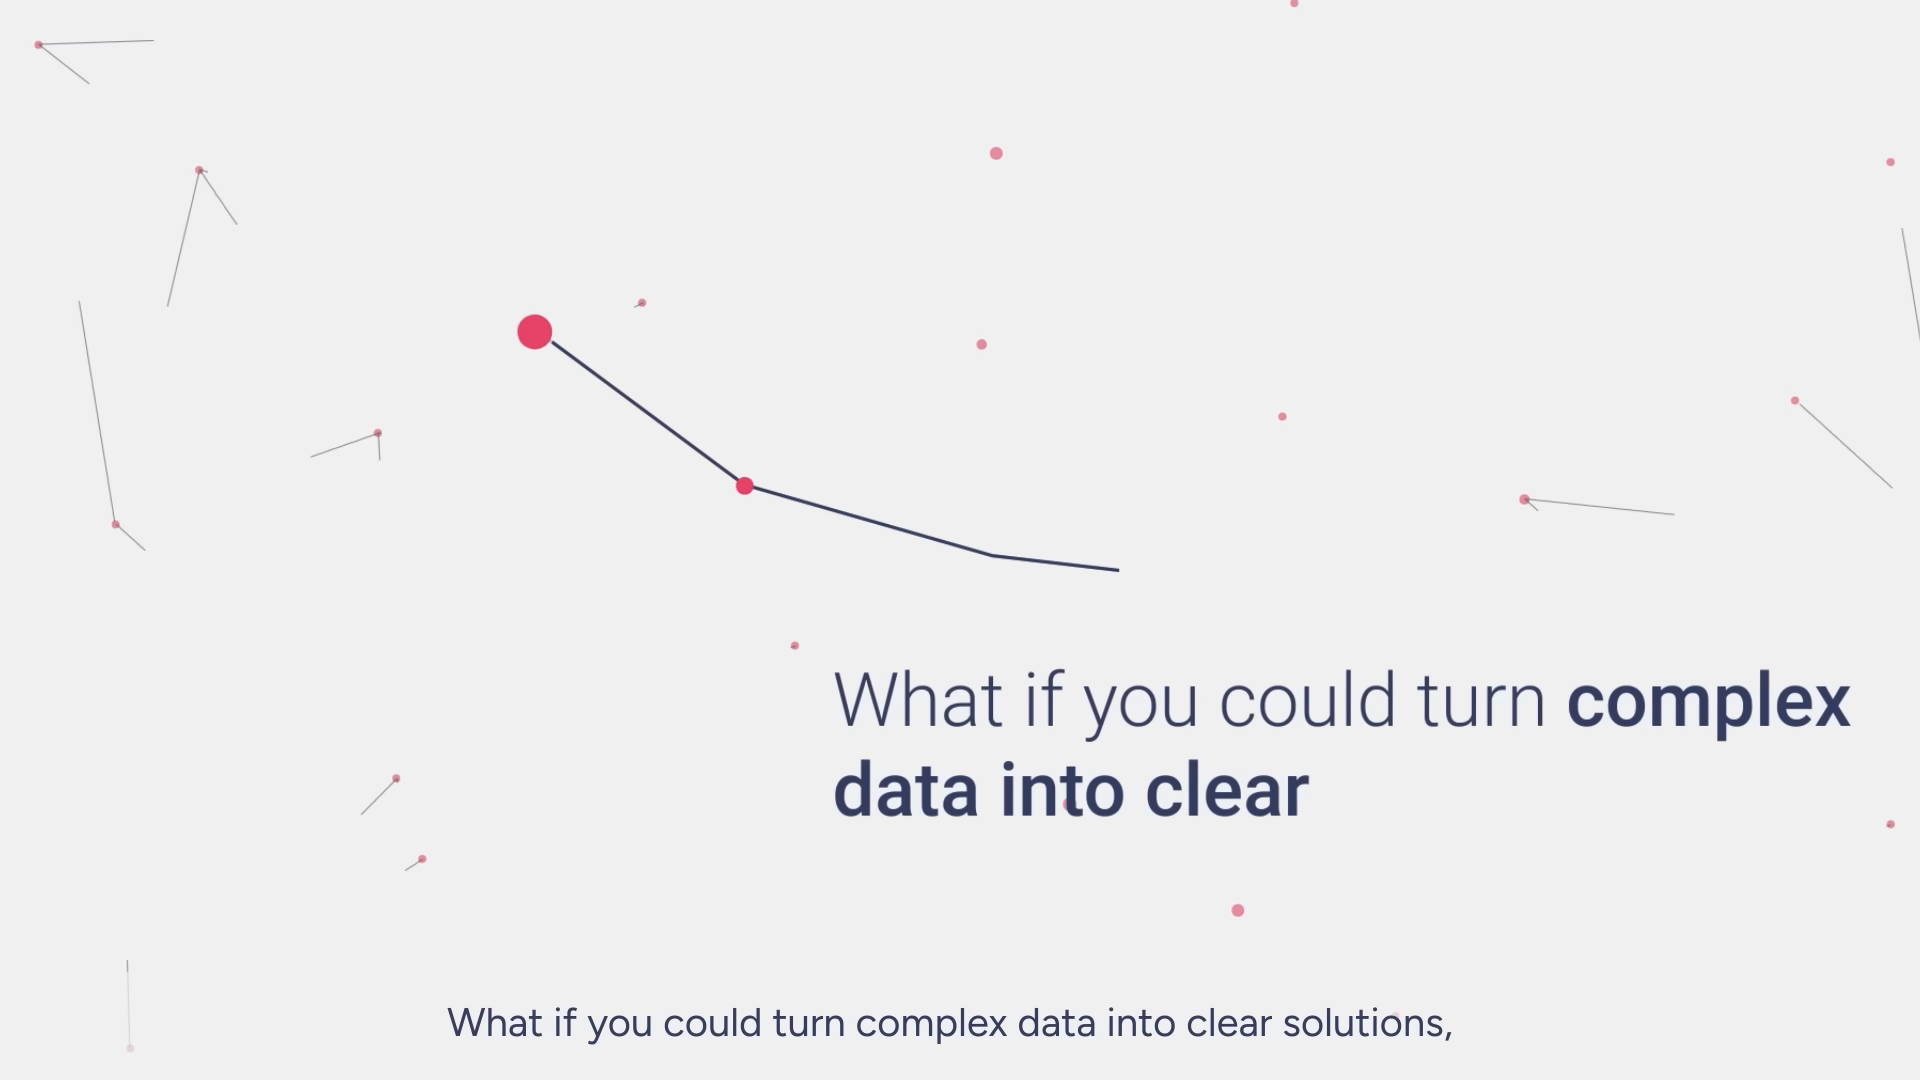 What if you could turn complex
data into clear
What if you could turn complex data into clear solutions,